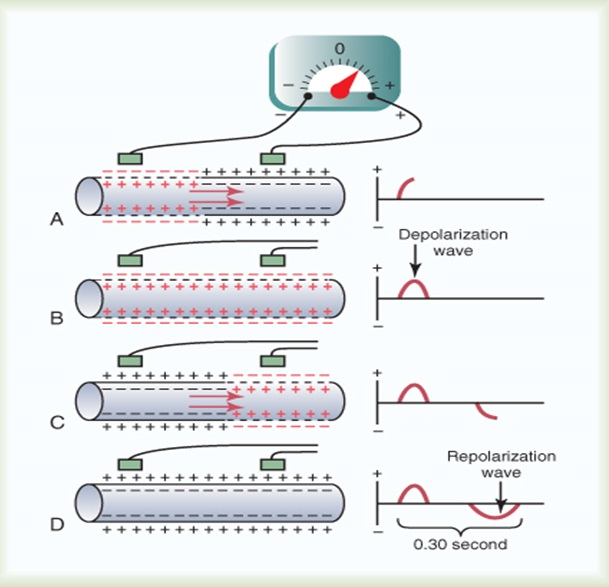 0
− +
− +
− − − − − − − − + + + + + + + + +
+ + + + + + + + − − − − − − − − −
+ + + + + + + + − − − − − − − − −
− − − − − − − − + + + + + + + + +
A
+
−
Depolarization
wave
B
+
−
C
+
−
Repolarization
wave
D
+
−
0.30 second